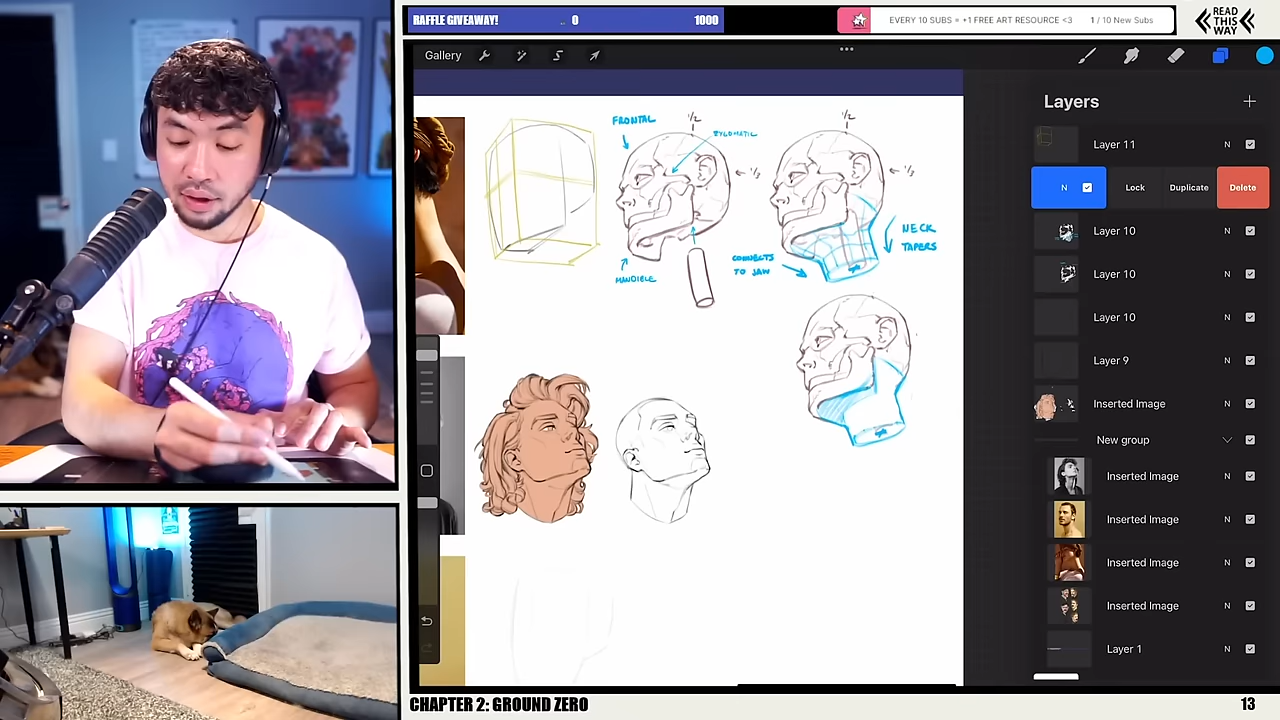 RAFFLE GIVEAWAY! 0 1000
EVERY 10 SUBS = +1 FREE ART RESOURCE <3 1 / 10 New Subs
READ
THIS
WAY
Gallery
Layers
Layer 11 N
N Lock Duplicate Delete
Layer 10 N
Layer 10 N
Layer 10 N
Layer ? N
Inserted Image N
New group
Inserted Image N
Inserted Image N
Inserted Image N
Inserted Image N
Layer 1 N
FRONTAL
1/2
ZYGOMATIC
1/3
MANDIBLE
1/2
1/3
NECK
TAPERS
CONNECTS
TO JAW
CHAPTER 2: GROUND ZERO
13